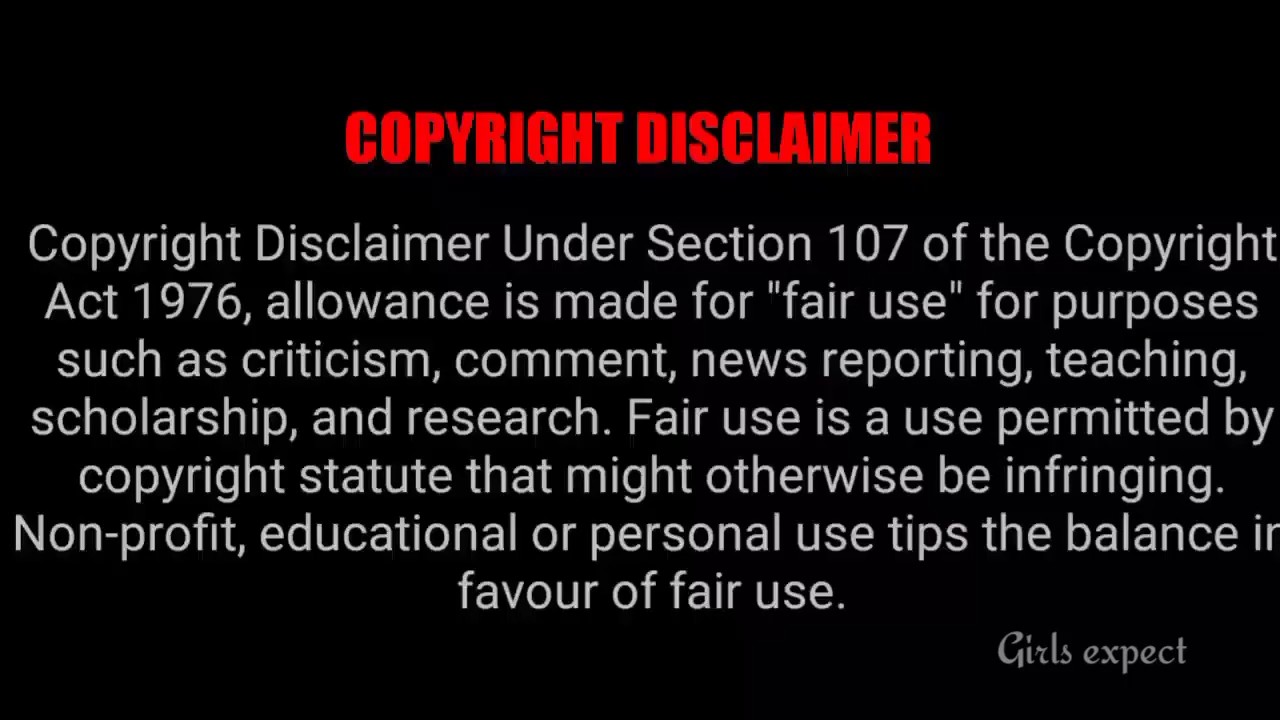 COPYRIGHT DISCLAIMER
Copyright Disclaimer Under Section 107 of the Copyright
Act 1976, allowance is made for "fair use" for purposes
such as criticism, comment, news reporting, teaching,
scholarship, and research. Fair use is a use permitted by
copyright statute that might otherwise be infringing.
Non-profit, educational or personal use tips the balance in
favour of fair use.
Girls expect